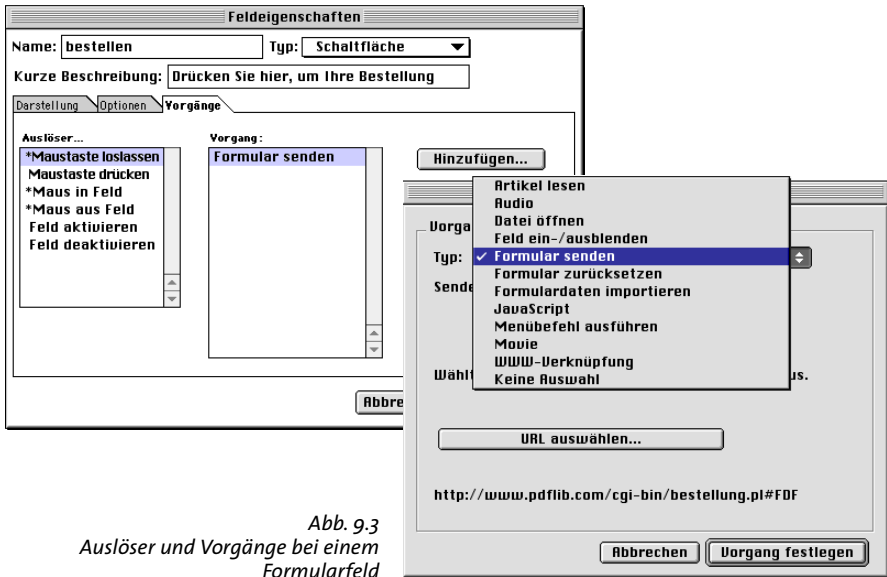 Feldeigenschaften
Name: bestellen Typ: Schaltfläche
Kurze Beschreibung: Drücken Sie hier, um Ihre Bestellung
Darstellung Optionen Vorgänge
Auslöser... Vorgang:
*Maustaste loslassen
Maustaste drücken
*Maus in Feld
*Maus aus Feld
Feld aktivieren
Feld deaktivieren
Formular senden
Hinzufügen...
Abbre
Vorga
Typ:
Sende
Artikel lesen
Audio
Datei öffnen
Feld ein-/ausblenden
✓ Formular senden
Formular zurücksetzen
Formulardaten importieren
JavaScript
Menübefehl ausführen
Movie
WWW-Verknüpfung
Keine Auswahl
Wählt us.
URL auswählen...
http://www.pdflib.com/cgi-bin/bestellung.pl#FDF
Abbrechen Vorgang festlegen
Abb. 9.3
Auslöser und Vorgänge bei einem
Formularfeld